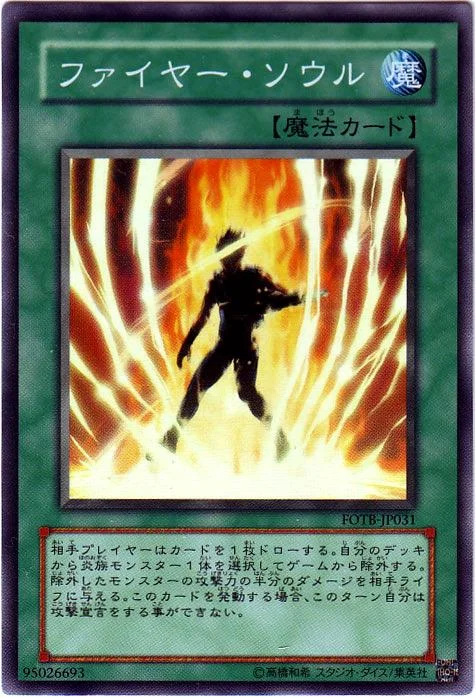 ファイヤー・ソウル 魔
【魔法カード】
FOTB-JP031
相手プレイヤーはカードを1枚ドローする。自分のデッキ
から炎族モンスター1体を選択してゲームから除外する。
除外したモンスターの攻撃力の半分のダメージを相手ライ
フに与える。このカードを発動する場合、このターン自分は
攻撃宣言をする事ができない。
95026693 ©高橋和希 スタジオ・ダイス/集英社